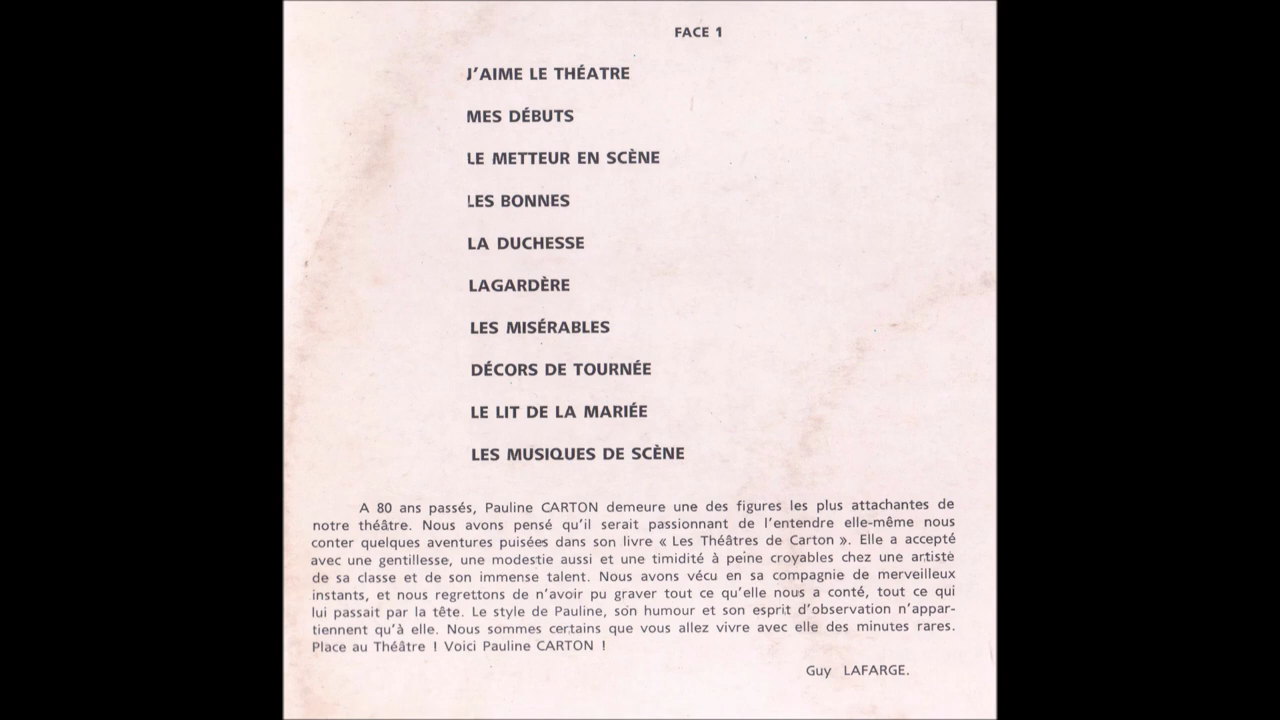 FACE 1
J'AIME LE THÉATRE
MES DÉBUTS
LE METTEUR EN SCÈNE
LES BONNES
LA DUCHESSE
LAGARDÈRE
LES MISÉRABLES
DÉCORS DE TOURNÉE
LE LIT DE LA MARIÉE
LES MUSIQUES DE SCÈNE
A 80 ans passés, Pauline CARTON demeure une des figures les plus attachantes de
notre théâtre. Nous avons pensé qu'il serait passionnant de l'entendre elle-même nous
conter quelques aventures puisées dans son livre « Les Théâtres de Carton ». Elle a accepté
avec une gentillesse, une modestie aussi et une timidité à peine croyables chez une artiste
de sa classe et de son immense talent. Nous avons vécu en sa compagnie de merveilleux
instants, et nous regrettons de n'avoir pu graver tout ce qu'elle nous a conté, tout ce qui
lui passait par la tête. Le style de Pauline, son humour et son esprit d'observation n'appar-
tiennent qu'à elle. Nous sommes certains que vous allez vivre avec elle des minutes rares.
Place au Théâtre ! Voici Pauline CARTON !
Guy LAFARGE.